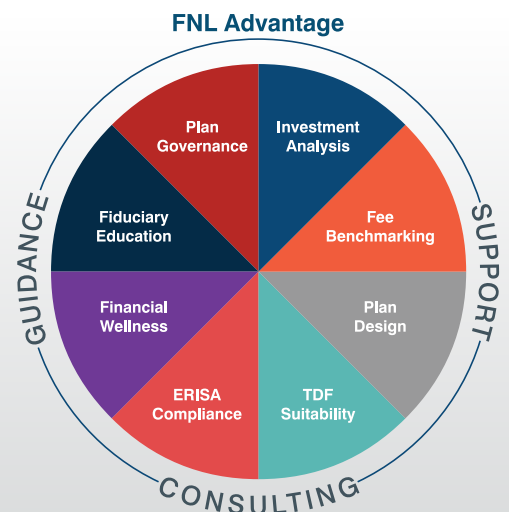 FNL Advantage
Plan
Governance
Investment
Analysis
Fiduciary
Education
Fee
Benchmarking
Financial
Wellness
Plan
Design
ERISA
Compliance
TDF
Suitability
GUIDANCE
SUPPORT
CONSULTING